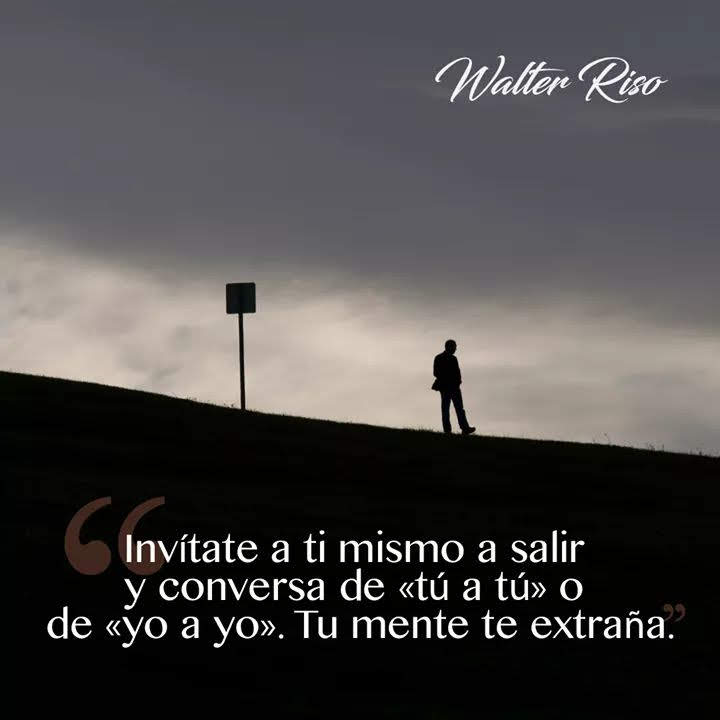 Walter Riso
“Invítate a ti mismo a salir
y conversa de «tú a tú» o
de «yo a yo». Tu mente te extraña.”